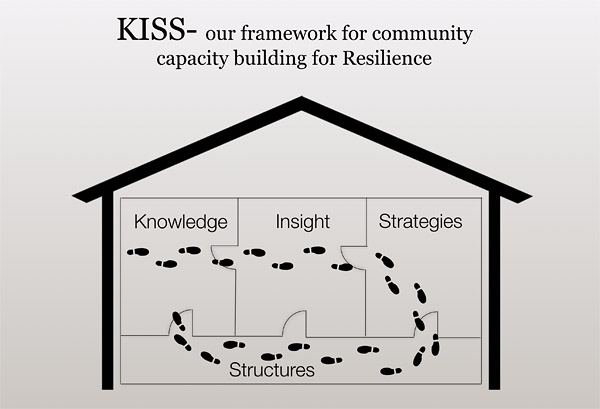 KISS- our framework for community
capacity building for Resilience
Knowledge
Insight
Strategies
Structures